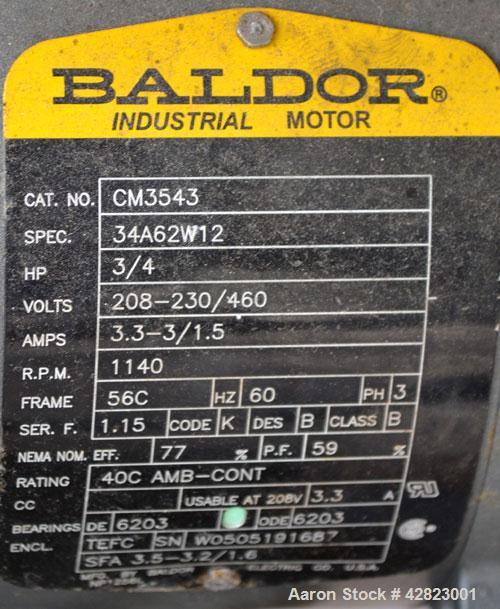 BALDOR®
INDUSTRIAL MOTOR
CAT. NO. CM3543
SPEC. 34A62W12
HP 3/4
VOLTS 208-230/460
AMPS 3.3-3/1.5
R.P.M. 1140
FRAME 56C HZ 60 PH 3
SER. F. 1.15 CODE K DES B CLASS B
NEMA NOM. EFF. 77 % P.F. 59 %
RATING 40C AMB-CONT
CC USABLE AT 208V 3.3 A
BEARINGS DE 6203 ODE 6203
ENCL. TEFC SN W0505191687
SFA 3.5-3.2/1.6
BALDOR ELECTRIC CO. U.S.A.
Aaron Stock # 42823001